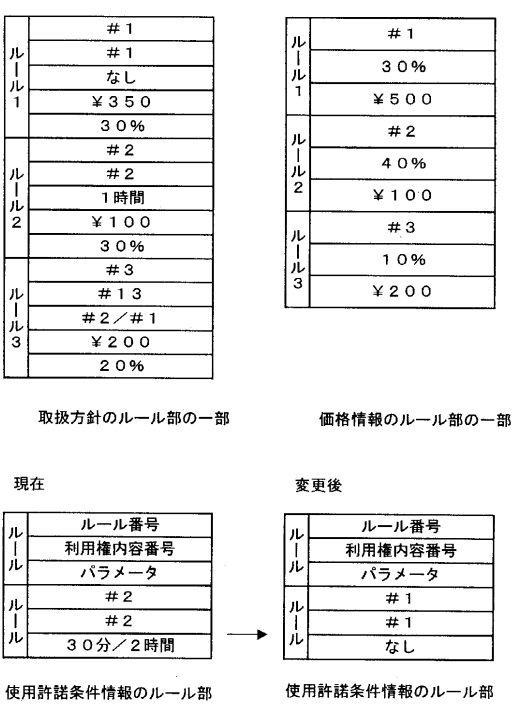 ルール1
#1
#1
なし
¥350
30%
ルール2
#2
#2
1時間
¥100
30%
ルール3
#3
#13
#2/#1
¥200
20%
取扱方針のルール部の一部
ルール1
#1
30%
¥500
ルール2
#2
40%
¥100
ルール3
#3
10%
¥200
価格情報のルール部の一部
現在
ルール
ルール番号
利用権内容番号
パラメータ
ルール
#2
#2
30分/2時間
使用許諾条件情報のルール部
変更後
ルール
ルール番号
利用権内容番号
パラメータ
ルール
#1
#1
なし
使用許諾条件情報のルール部